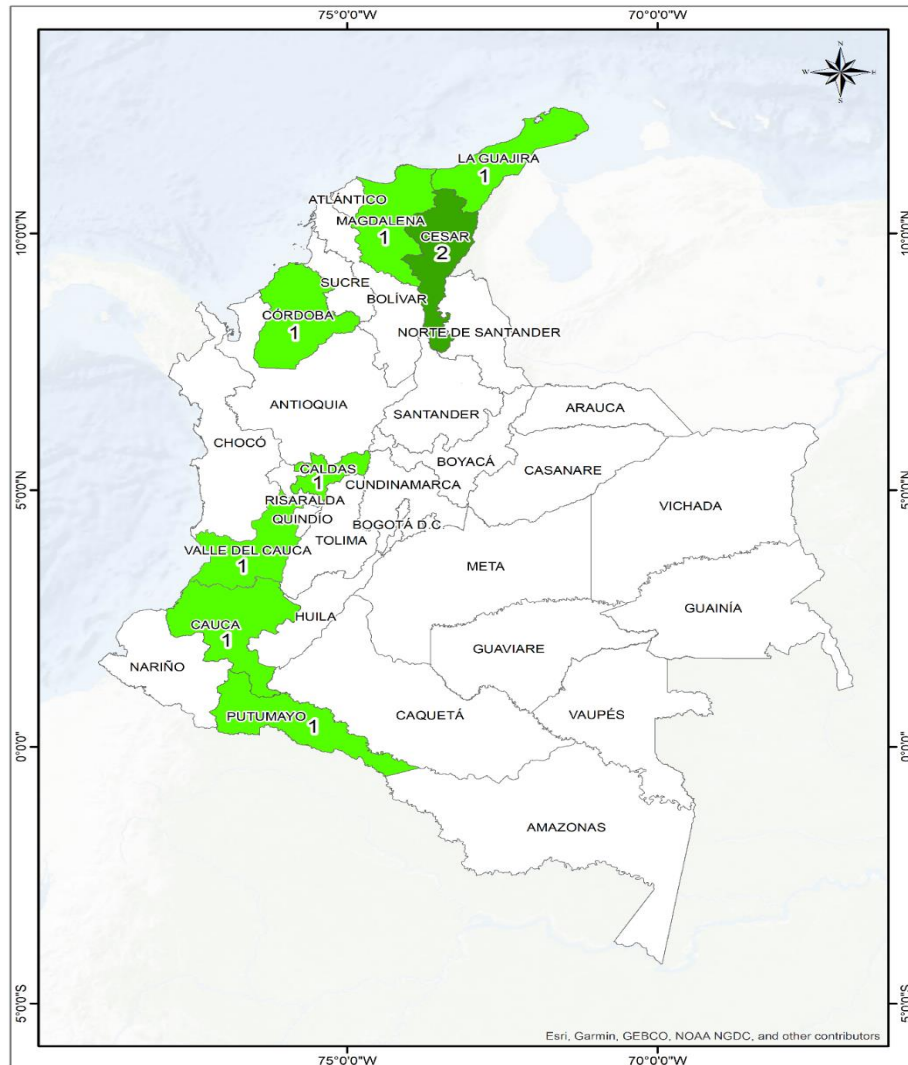 75°0'0"W
70°0'0"W
N
W
E
S
LA GUAJIRA
1
ATLÁNTICO
MAGDALENA
1
10°0'0"N
10°0'0"N
CESAR
2
SUCRE
BOLÍVAR
CÓRDOBA
1
NORTE DE SANTANDER
ANTIOQUIA
SANTANDER
ARAUCA
CHOCÓ
BOYACÁ
CASANARE
CALDAS
1
CUNDINAMARCA
5°0'0"N
5°0'0"N
RISARALDA
QUINDÍO
BOGOTÁ D.C.
VICHADA
TOLIMA
VALLE DEL CAUCA
1
META
GUAINÍA
CAUCA
1
HUILA
GUAVIARE
NARIÑO
PUTUMAYO
1
CAQUETÁ
VAUPÉS
0°0'0"
0°0'0"
AMAZONAS
5°0'0"S
5°0'0"S
Esri, Garmin, GEBCO, NOAA NGDC, and other contributors
75°0'0"W
70°0'0"W